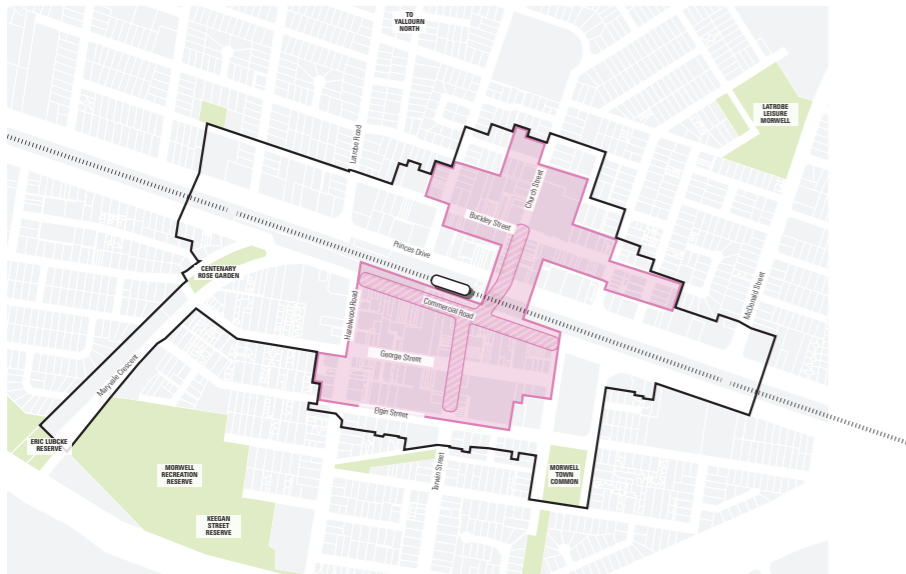 TO
YALLOURN
NORTH
LATROBE
LEISURE
MORWELL
Latrobe Road
Church Street
Buckley Street
Princes Drive
CENTENARY
ROSE GARDEN
McDonald Street
Hazelwood Road
Commercial Road
George Street
Maryvale Crescent
Elgin Street
ERIC LUBCKE
RESERVE
MORWELL
RECREATION
RESERVE
Tarwin Street
MORWELL
TOWN
COMMON
KEEGAN
STREET
RESERVE